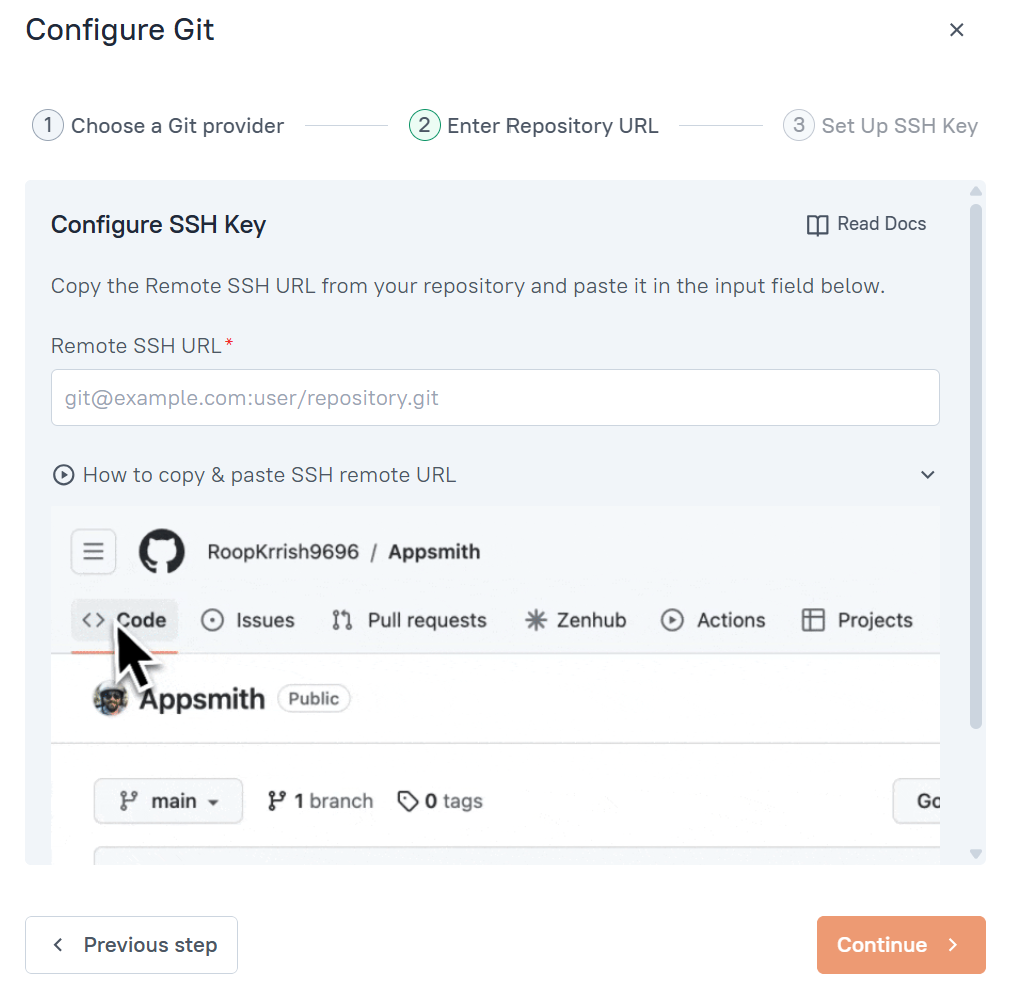 Configure Git
1 Choose a Git provider 2 Enter Repository URL 3 Set Up SSH Key
Configure SSH Key Read Docs
Copy the Remote SSH URL from your repository and paste it in the input field below.
Remote SSH URL*
git@example.com:user/repository.git
How to copy & paste SSH remote URL
RoopKrrish9696 / Appsmith
<> Code Issues Pull requests Zenhub Actions Projects
Appsmith Public
main 1 branch 0 tags Go
Previous step Continue